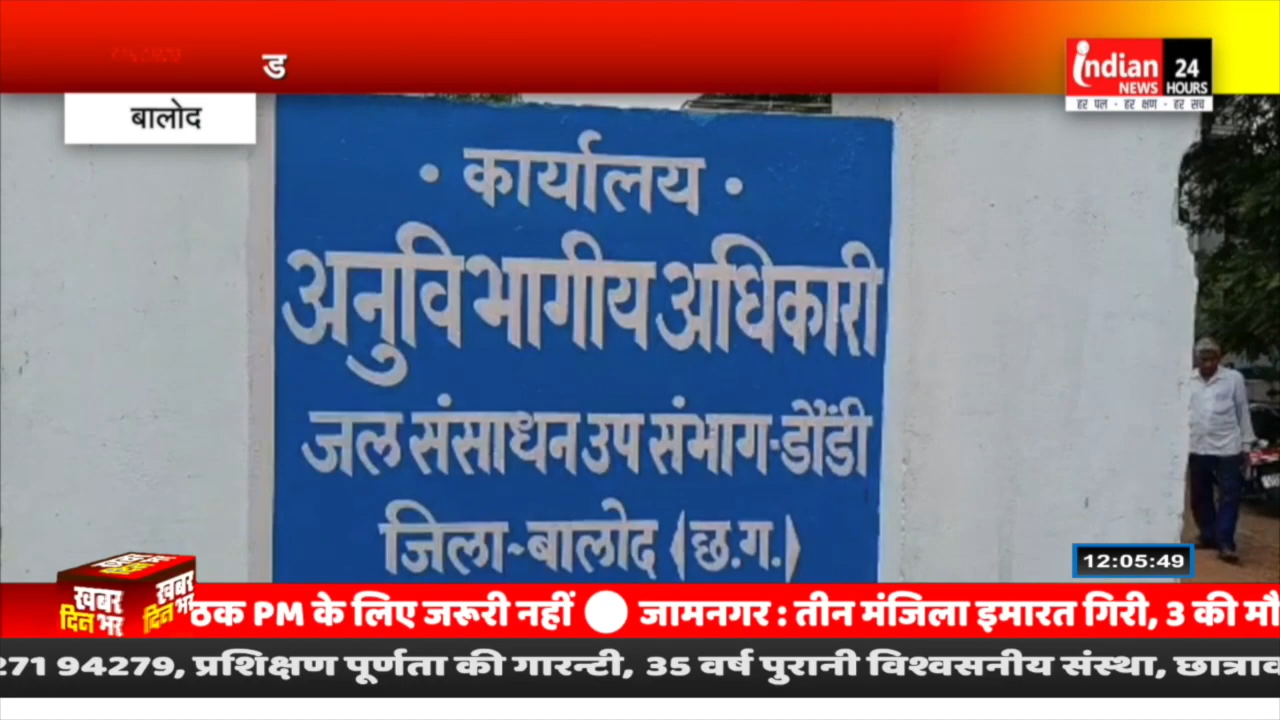 ड
indian
NEWS
24
HOURS
हर पल · हर क्षण · हर सच
बालोद
· कार्यालय ·
अनुविभागीय अधिकारी
जल संसाधन उप संभाग-डौंडी
जिला-बालोद (छ.ग.)
12:05:49
खबर दिन भर
खबर दिन भर
ठक PM के लिए जरूरी नहीं ● जामनगर : तीन मंजिला इमारत गिरी, 3 की मौ
271 94279, प्रशिक्षण पूर्णता की गारन्टी, 35 वर्ष पुरानी विश्वसनीय संस्था, छात्राव